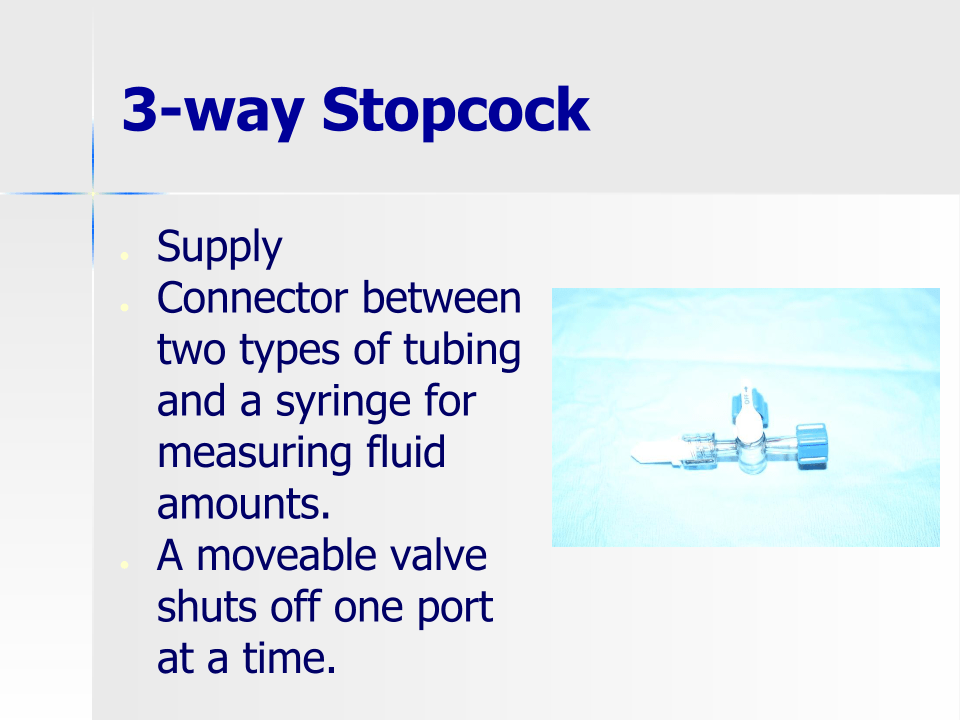 3-way Stopcock
Supply
Connector between
two types of tubing
and a syringe for
measuring fluid
amounts.
A moveable valve
shuts off one port
at a time.